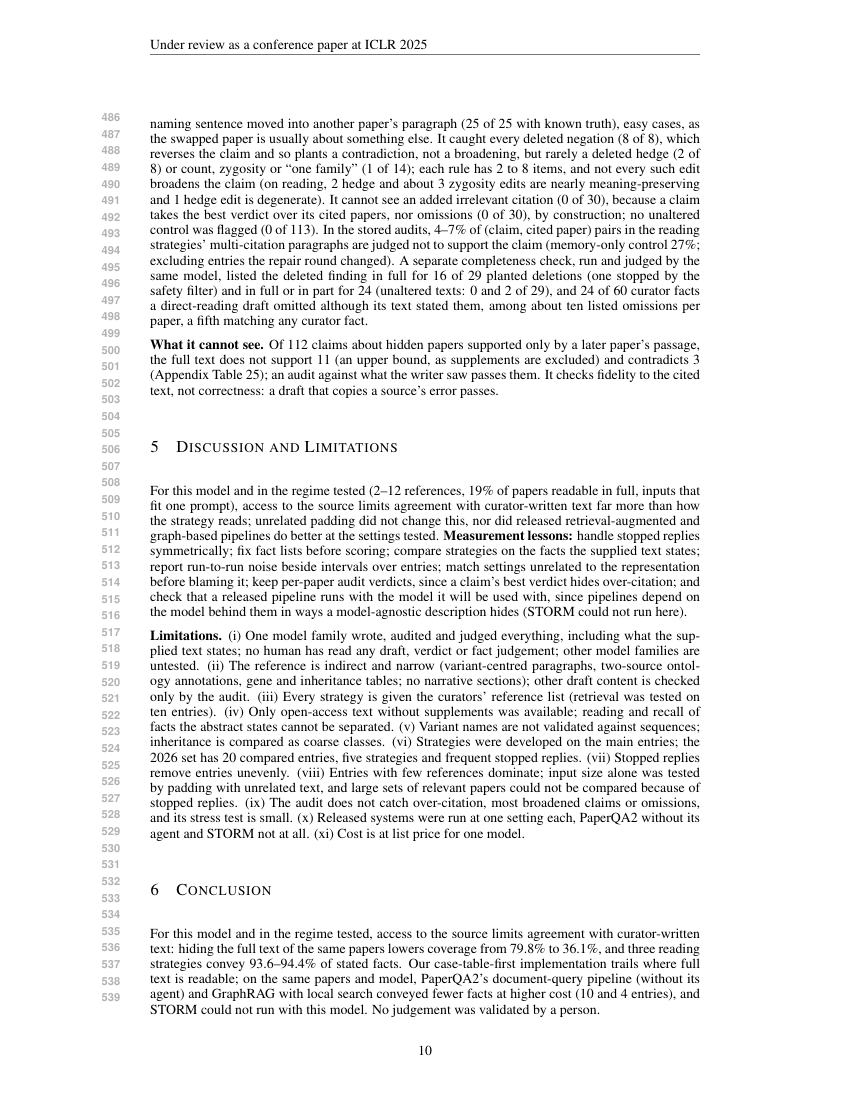 Under review as a conference paper at ICLR 2025
486
487
488
489
490
491
492
493
494
495
496
497
498
499
500
501
502
503
504
505
506
507
508
509
510
511
512
513
514
515
516
517
518
519
520
521
522
523
524
525
526
527
528
529
530
531
532
533
534
535
536
537
538
539
naming sentence moved into another paper's paragraph (25 of 25 with known truth), easy cases, as
the swapped paper is usually about something else. It caught every deleted negation (8 of 8), which
reverses the claim and so plants a contradiction, not a broadening, but rarely a deleted hedge (2 of
8) or count, zygosity or “one family” (1 of 14); each rule has 2 to 8 items, and not every such edit
broadens the claim (on reading, 2 hedge and about 3 zygosity edits are nearly meaning-preserving
and 1 hedge edit is degenerate). It cannot see an added irrelevant citation (0 of 30), because a claim
takes the best verdict over its cited papers, nor omissions (0 of 30), by construction; no unaltered
control was flagged (0 of 113). In the stored audits, 4–7% of (claim, cited paper) pairs in the reading
strategies' multi-citation paragraphs are judged not to support the claim (memory-only control 27%;
excluding entries the repair round changed). A separate completeness check, run and judged by the
same model, listed the deleted finding in full for 16 of 29 planted deletions (one stopped by the
safety filter) and in full or in part for 24 (unaltered texts: 0 and 2 of 29), and 24 of 60 curator facts
a direct-reading draft omitted although its text stated them, among about ten listed omissions per
paper, a fifth matching any curator fact.
What it cannot see. Of 112 claims about hidden papers supported only by a later paper's passage,
the full text does not support 11 (an upper bound, as supplements are excluded) and contradicts 3
(Appendix Table 25); an audit against what the writer saw passes them. It checks fidelity to the cited
text, not correctness: a draft that copies a source's error passes.
5 DISCUSSION AND LIMITATIONS
For this model and in the regime tested (2–12 references, 19% of papers readable in full, inputs that
fit one prompt), access to the source limits agreement with curator-written text far more than how
the strategy reads; unrelated padding did not change this, nor did released retrieval-augmented and
graph-based pipelines do better at the settings tested. Measurement lessons: handle stopped replies
symmetrically; fix fact lists before scoring; compare strategies on the facts the supplied text states;
report run-to-run noise beside intervals over entries; match settings unrelated to the representation
before blaming it; keep per-paper audit verdicts, since a claim's best verdict hides over-citation; and
check that a released pipeline runs with the model it will be used with, since pipelines depend on
the model behind them in ways a model-agnostic description hides (STORM could not run here).
Limitations. (i) One model family wrote, audited and judged everything, including what the sup-
plied text states; no human has read any draft, verdict or fact judgement; other model families are
untested. (ii) The reference is indirect and narrow (variant-centred paragraphs, two-source ontol-
ogy annotations, gene and inheritance tables; no narrative sections); other draft content is checked
only by the audit. (iii) Every strategy is given the curators' reference list (retrieval was tested on
ten entries). (iv) Only open-access text without supplements was available; reading and recall of
facts the abstract states cannot be separated. (v) Variant names are not validated against sequences;
inheritance is compared as coarse classes. (vi) Strategies were developed on the main entries; the
2026 set has 20 compared entries, five strategies and frequent stopped replies. (vii) Stopped replies
remove entries unevenly. (viii) Entries with few references dominate; input size alone was tested
by padding with unrelated text, and large sets of relevant papers could not be compared because of
stopped replies. (ix) The audit does not catch over-citation, most broadened claims or omissions,
and its stress test is small. (x) Released systems were run at one setting each, PaperQA2 without its
agent and STORM not at all. (xi) Cost is at list price for one model.
6 CONCLUSION
For this model and in the regime tested, access to the source limits agreement with curator-written
text: hiding the full text of the same papers lowers coverage from 79.8% to 36.1%, and three reading
strategies convey 93.6–94.4% of stated facts. Our case-table-first implementation trails where full
text is readable; on the same papers and model, PaperQA2's document-query pipeline (without its
agent) and GraphRAG with local search conveyed fewer facts at higher cost (10 and 4 entries), and
STORM could not run with this model. No judgement was validated by a person.
10